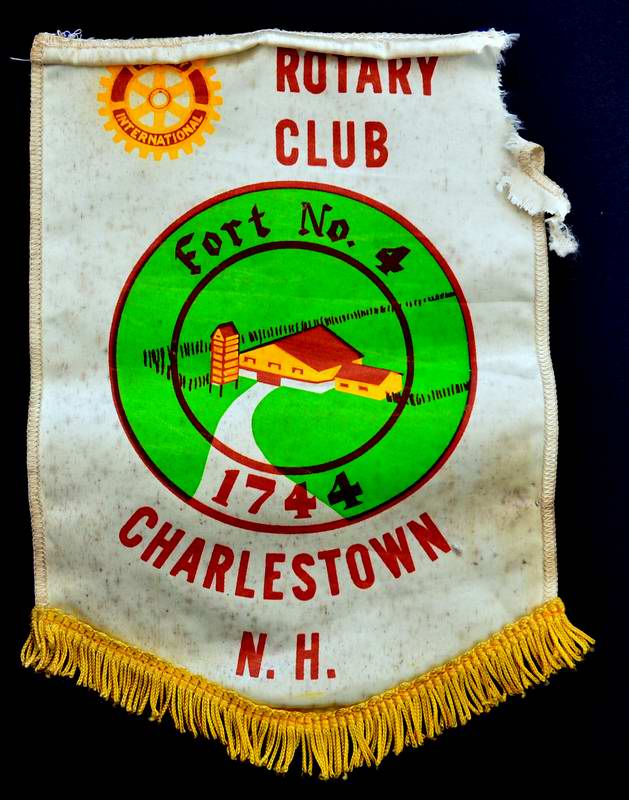 INTERNATIONAL
ROTARY
CLUB
Fort No. 4
1744
CHARLESTOWN
N. H.